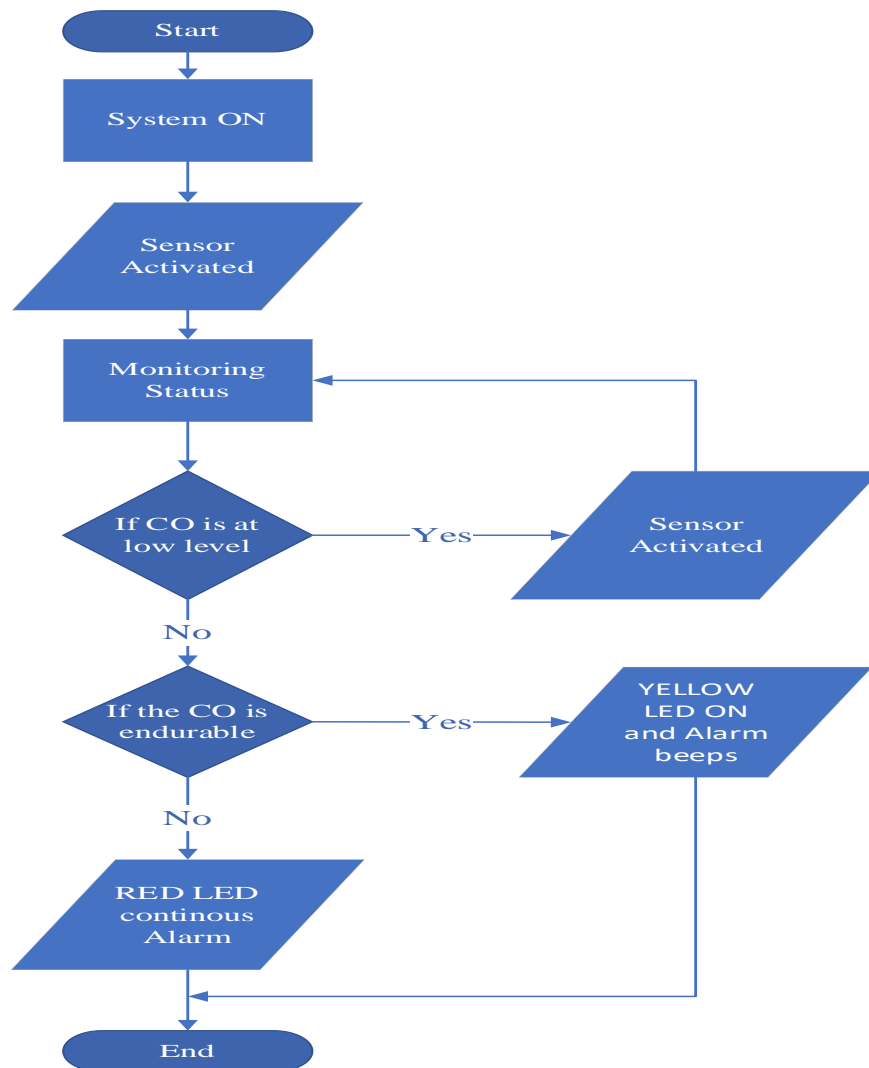 Start
System ON
Sensor
Activated
Monitoring
Status
If CO is at
low level
Yes
Sensor
Activated
No
If the CO is
endurable
Yes
YELLOW
LED ON
and Alarm
beeps
No
RED LED
continous
Alarm
End